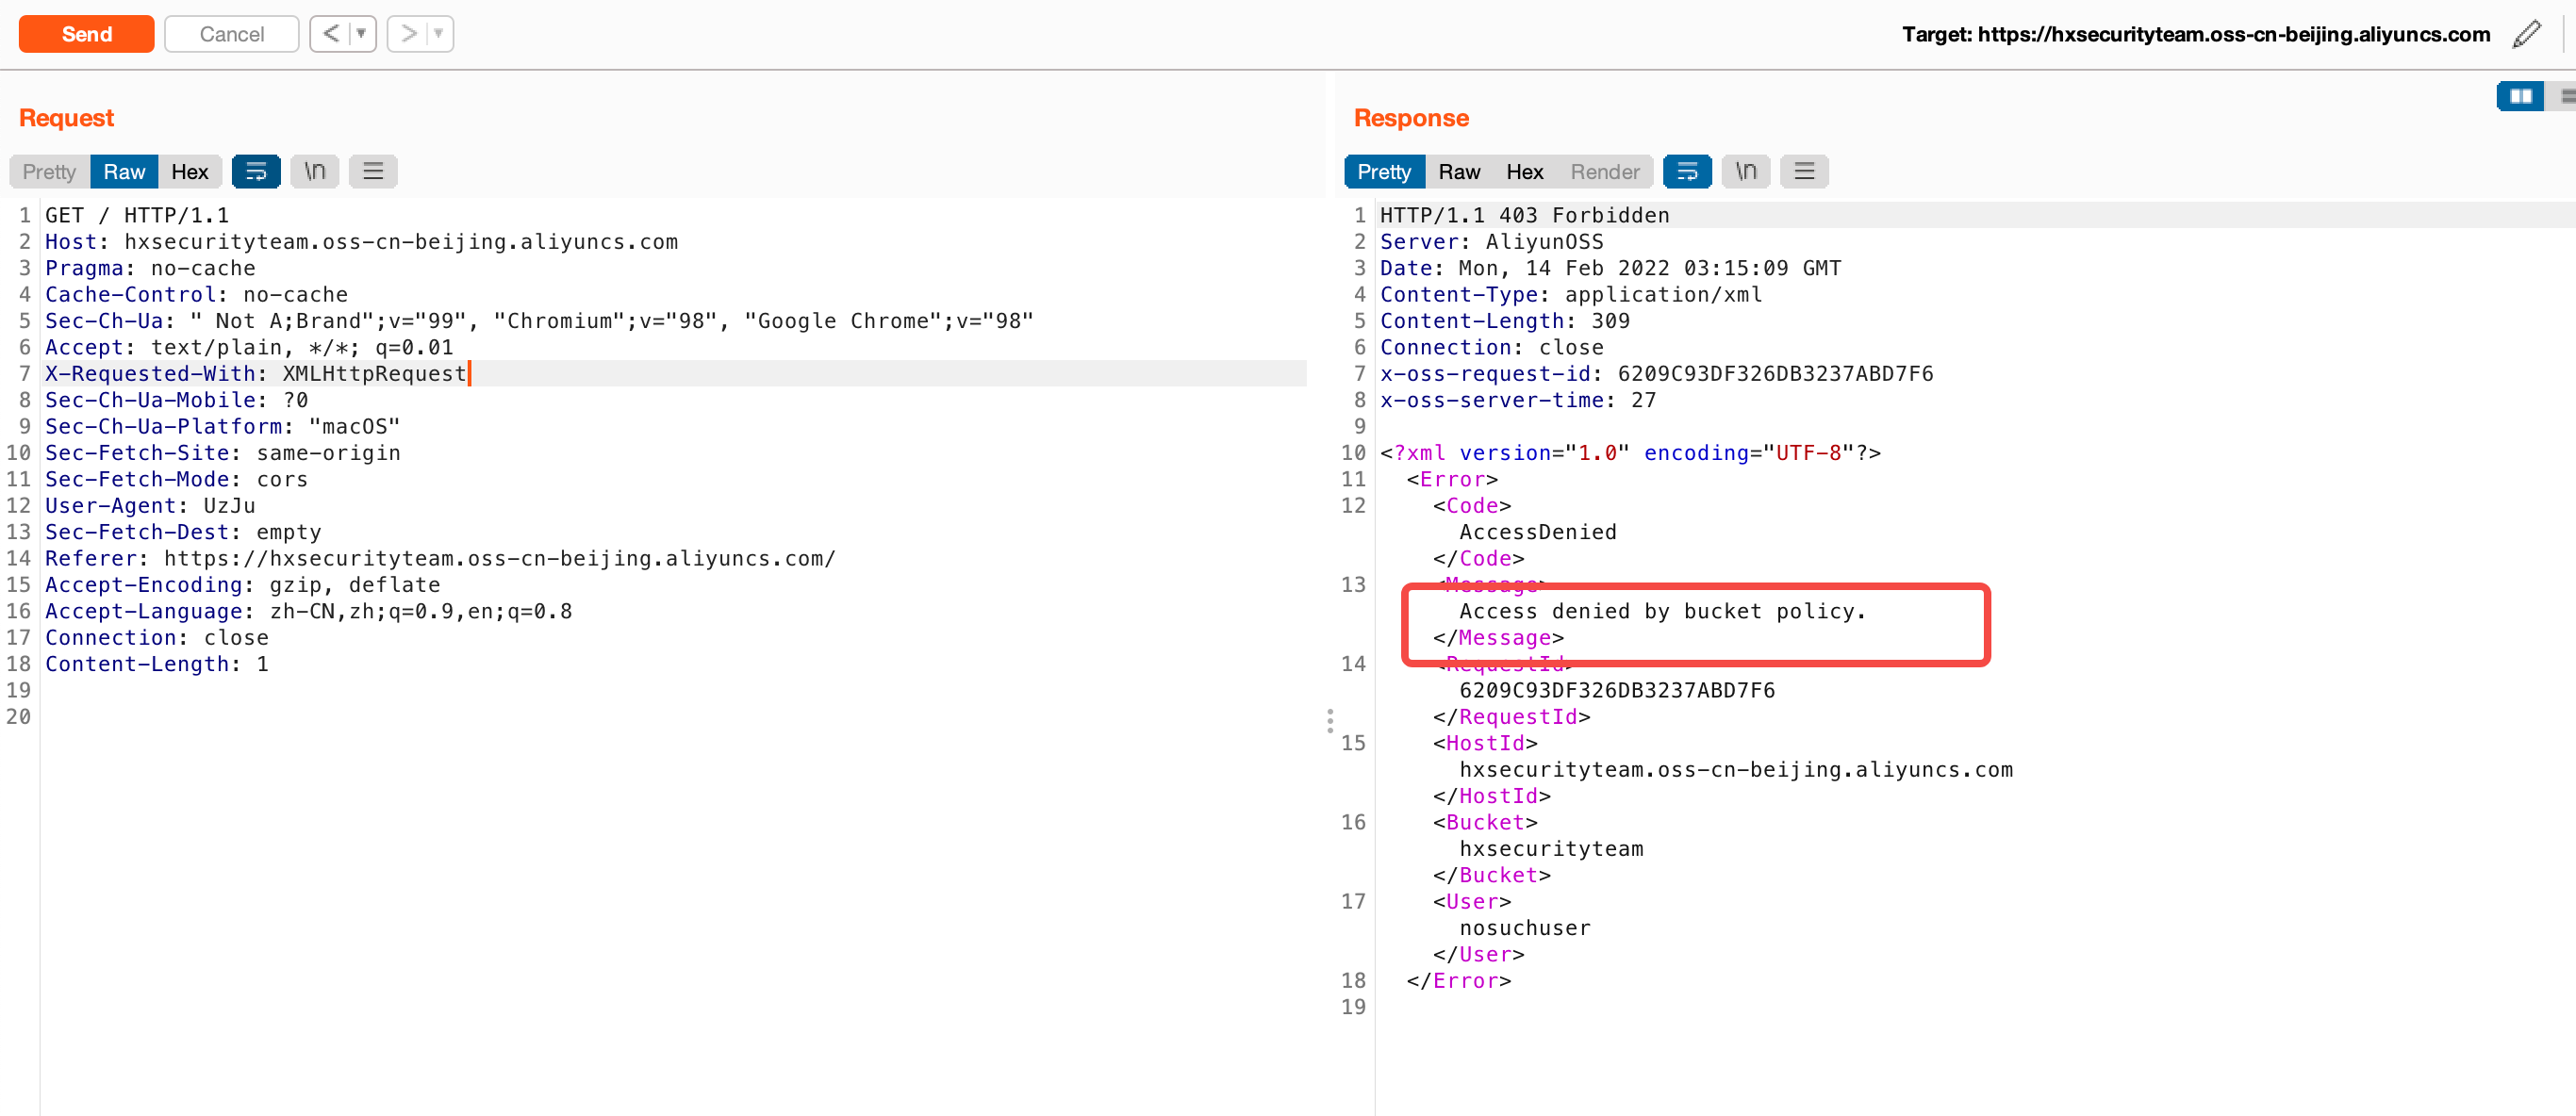 Send Cancel < ▼ > ▼ Target: https://hxsecurityteam.oss-cn-beijing.aliyuncs.com
Request
Pretty Raw Hex \n
1 GET / HTTP/1.1
2 Host: hxsecurityteam.oss-cn-beijing.aliyuncs.com
3 Pragma: no-cache
4 Cache-Control: no-cache
5 Sec-Ch-Ua: " Not A;Brand";v="99", "Chromium";v="98", "Google Chrome";v="98"
6 Accept: text/plain, */*; q=0.01
7 X-Requested-With: XMLHttpRequest
8 Sec-Ch-Ua-Mobile: ?0
9 Sec-Ch-Ua-Platform: "macOS"
10 Sec-Fetch-Site: same-origin
11 Sec-Fetch-Mode: cors
12 User-Agent: UzJu
13 Sec-Fetch-Dest: empty
14 Referer: https://hxsecurityteam.oss-cn-beijing.aliyuncs.com/
15 Accept-Encoding: gzip, deflate
16 Accept-Language: zh-CN,zh;q=0.9,en;q=0.8
17 Connection: close
18 Content-Length: 1
19
20
Response
Pretty Raw Hex Render \n
1 HTTP/1.1 403 Forbidden
2 Server: AliyunOSS
3 Date: Mon, 14 Feb 2022 03:15:09 GMT
4 Content-Type: application/xml
5 Content-Length: 309
6 Connection: close
7 x-oss-request-id: 6209C93DF326DB3237ABD7F6
8 x-oss-server-time: 27
9
10 <?xml version="1.0" encoding="UTF-8"?>
11 <Error>
12 <Code>
AccessDenied
</Code>
13 <Message>
Access denied by bucket policy.
</Message>
14 <RequestId>
6209C93DF326DB3237ABD7F6
</RequestId>
15 <HostId>
hxsecurityteam.oss-cn-beijing.aliyuncs.com
</HostId>
16 <Bucket>
hxsecurityteam
</Bucket>
17 <User>
nosuchuser
</User>
18 </Error>
19